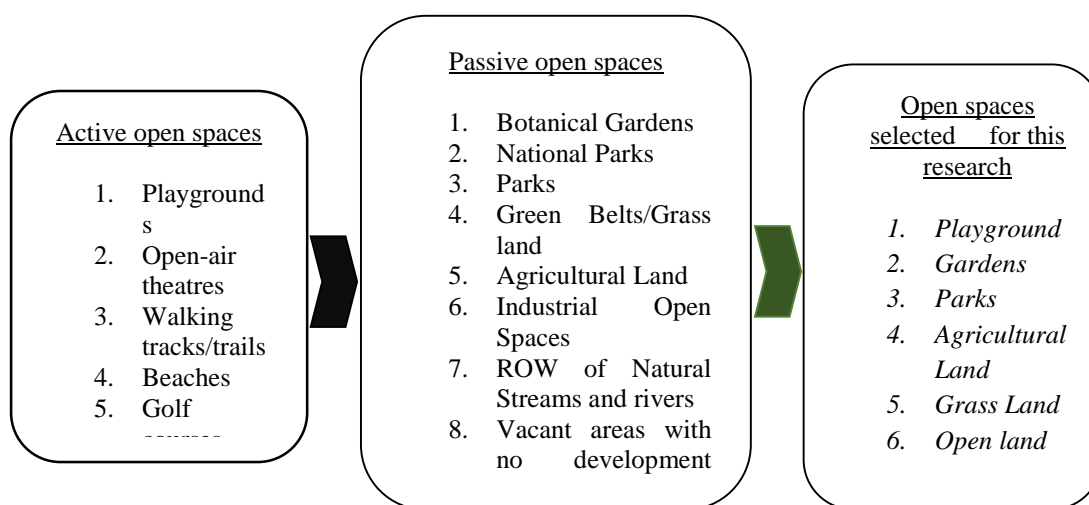 Active open spaces
1. Playground
s
2. Open-air
theatres
3. Walking
tracks/trails
4. Beaches
5. Golf
Passive open spaces
1. Botanical Gardens
2. National Parks
3. Parks
4. Green Belts/Grass
land
5. Agricultural Land
6. Industrial Open
Spaces
7. ROW of Natural
Streams and rivers
8. Vacant areas with
no development
Open spaces
selected for this
research
1. Playground
2. Gardens
3. Parks
4. Agricultural
Land
5. Grass Land
6. Open land